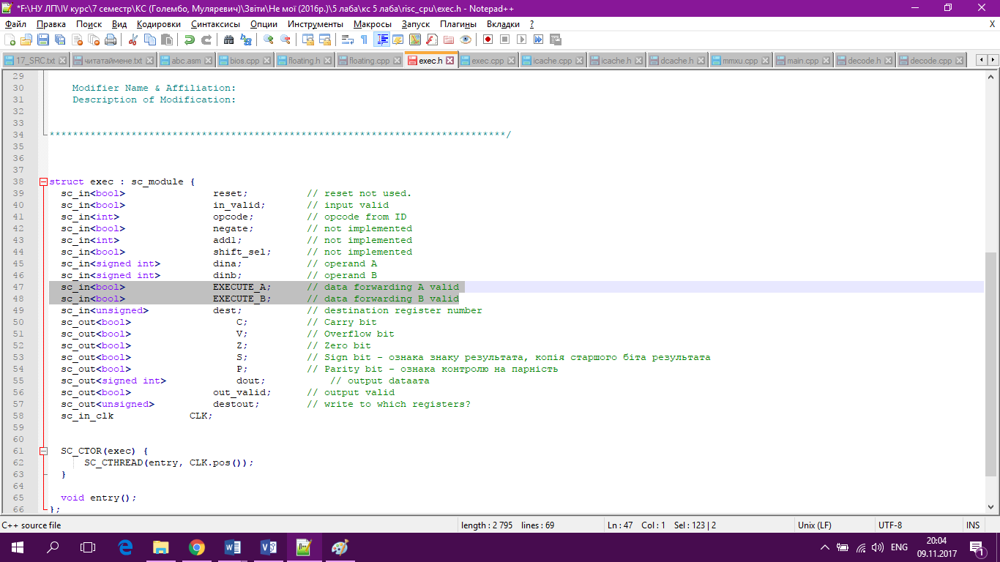 *F:\НУ ЛП\IV курс\7 семестр\КС (Голембо, Муляревич)\Звіти\Не мої (2016р.)\5 лаба\кс 5 лаба\risc_cpu\exec.h - Notepad++
Файл Правка Поиск Вид Кодировки Синтаксисы Опции Инструменты Макросы Запуск Плагины Вкладки ?
X
17_SRC.txt читатаймене.txt abc.asm bios.cpp floating.h floating.cpp exec.h exec.cpp icache.cpp icache.h dcache.h mmxu.cpp main.cpp decode.h decode.cpp
29
30 Modifier Name & Affiliation:
31 Description of Modification:
32
33
34 ******************************************************************************/
35
36
37
38 struct exec : sc_module {
39 sc_in<bool> reset; // reset not used.
40 sc_in<bool> in_valid; // input valid
41 sc_in<int> opcode; // opcode from ID
42 sc_in<bool> negate; // not implemented
43 sc_in<int> add1; // not implemented
44 sc_in<bool> shift_sel; // not implemented
45 sc_in<signed int> dina; // operand A
46 sc_in<signed int> dinb; // operand B
47 sc_in<bool> EXECUTE_A; // data forwarding A valid
48 sc_in<bool> EXECUTE_B; // data forwarding B valid
49 sc_in<unsigned> dest; // destination register number
50 sc_out<bool> C; // Carry bit
51 sc_out<bool> V; // Overflow bit
52 sc_out<bool> Z; // Zero bit
53 sc_out<bool> S; // Sign bit – ознака знаку результата, копія старшого біта результата
54 sc_out<bool> P; // Parity bit – ознака контролю на парність
55 sc_out<signed int> dout; // output dataата
56 sc_out<bool> out_valid; // output valid
57 sc_out<unsigned> destout; // write to which registers?
58 sc_in_clk CLK;
59
60
61 SC_CTOR(exec) {
62 SC_CTHREAD(entry, CLK.pos());
63 }
64
65 void entry();
66 };
C++ source file length : 2 795 lines : 69 Ln : 47 Col : 1 Sel : 123 | 2 Unix (LF) UTF-8 INS
ENG 20:04
09.11.2017 1